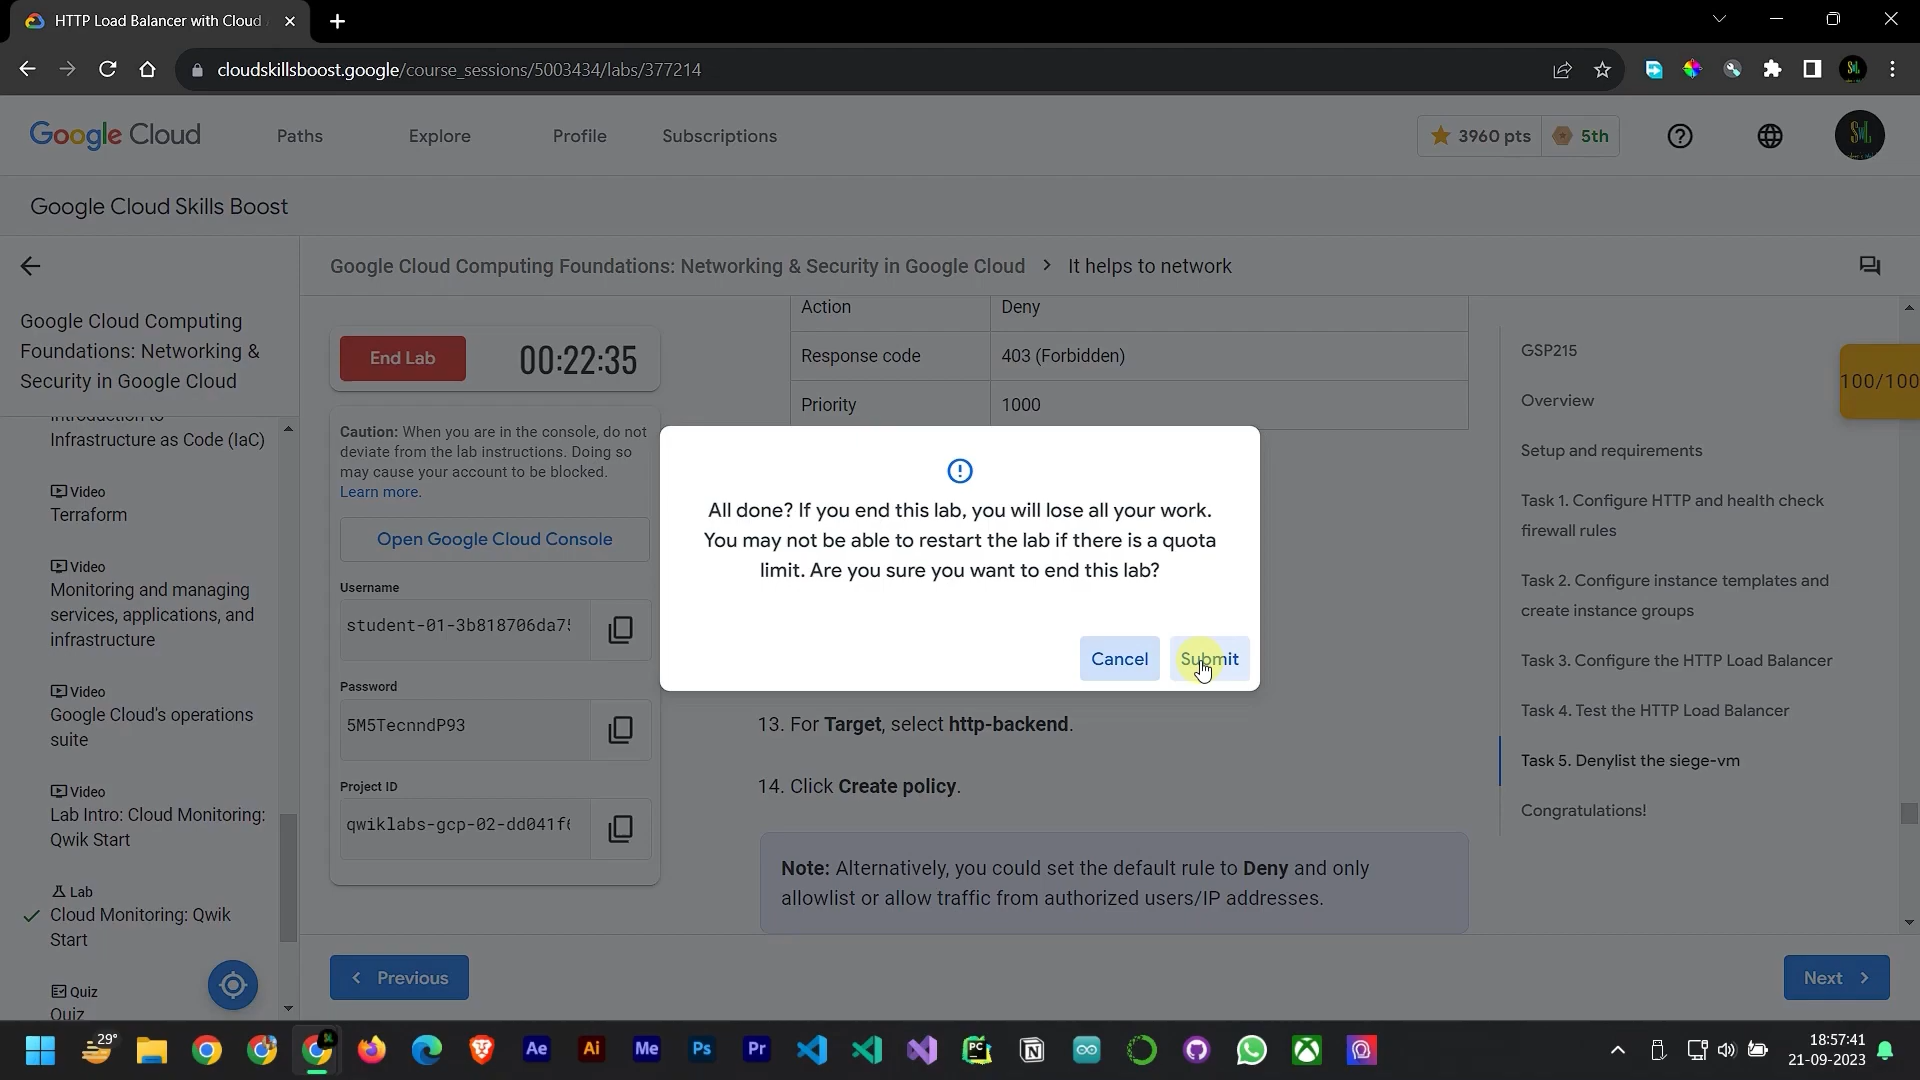 HTTP Load Balancer with Cloud
cloudskillsboost.google/course_sessions/5003434/labs/377214
Google Cloud
Paths
Explore
Profile
Subscriptions
3960 pts
5th
Google Cloud Skills Boost
Google Cloud Computing Foundations: Networking & Security in Google Cloud > It helps to network
Google Cloud Computing
Foundations: Networking &
Security in Google Cloud
Introduction to
Infrastructure as Code (IaC)
Video
Terraform
Video
Monitoring and managing
services, applications, and
infrastructure
Video
Google Cloud's operations
suite
Video
Lab Intro: Cloud Monitoring:
Qwik Start
Lab
Cloud Monitoring: Qwik
Start
Quiz
Quiz
End Lab
00:22:35
Caution: When you are in the console, do not
deviate from the lab instructions. Doing so
may cause your account to be blocked.
Learn more.
Open Google Cloud Console
Username
student-01-3b818706da75
Password
5M5TecnndP93
Project ID
qwiklabs-gcp-02-dd041f6
Action Deny
Response code 403 (Forbidden)
Priority 1000
All done? If you end this lab, you will lose all your work.
You may not be able to restart the lab if there is a quota
limit. Are you sure you want to end this lab?
Cancel
Submit
13. For Target, select http-backend.
14. Click Create policy.
Note: Alternatively, you could set the default rule to Deny and only
allowlist or allow traffic from authorized users/IP addresses.
GSP215
Overview
Setup and requirements
Task 1. Configure HTTP and health check
firewall rules
Task 2. Configure instance templates and
create instance groups
Task 3. Configure the HTTP Load Balancer
Task 4. Test the HTTP Load Balancer
Task 5. Denylist the siege-vm
Congratulations!
100/100
Previous
Next
29°
Ae
Ai
Me
Ps
Pr
PC
N
18:57:41
21-09-2023